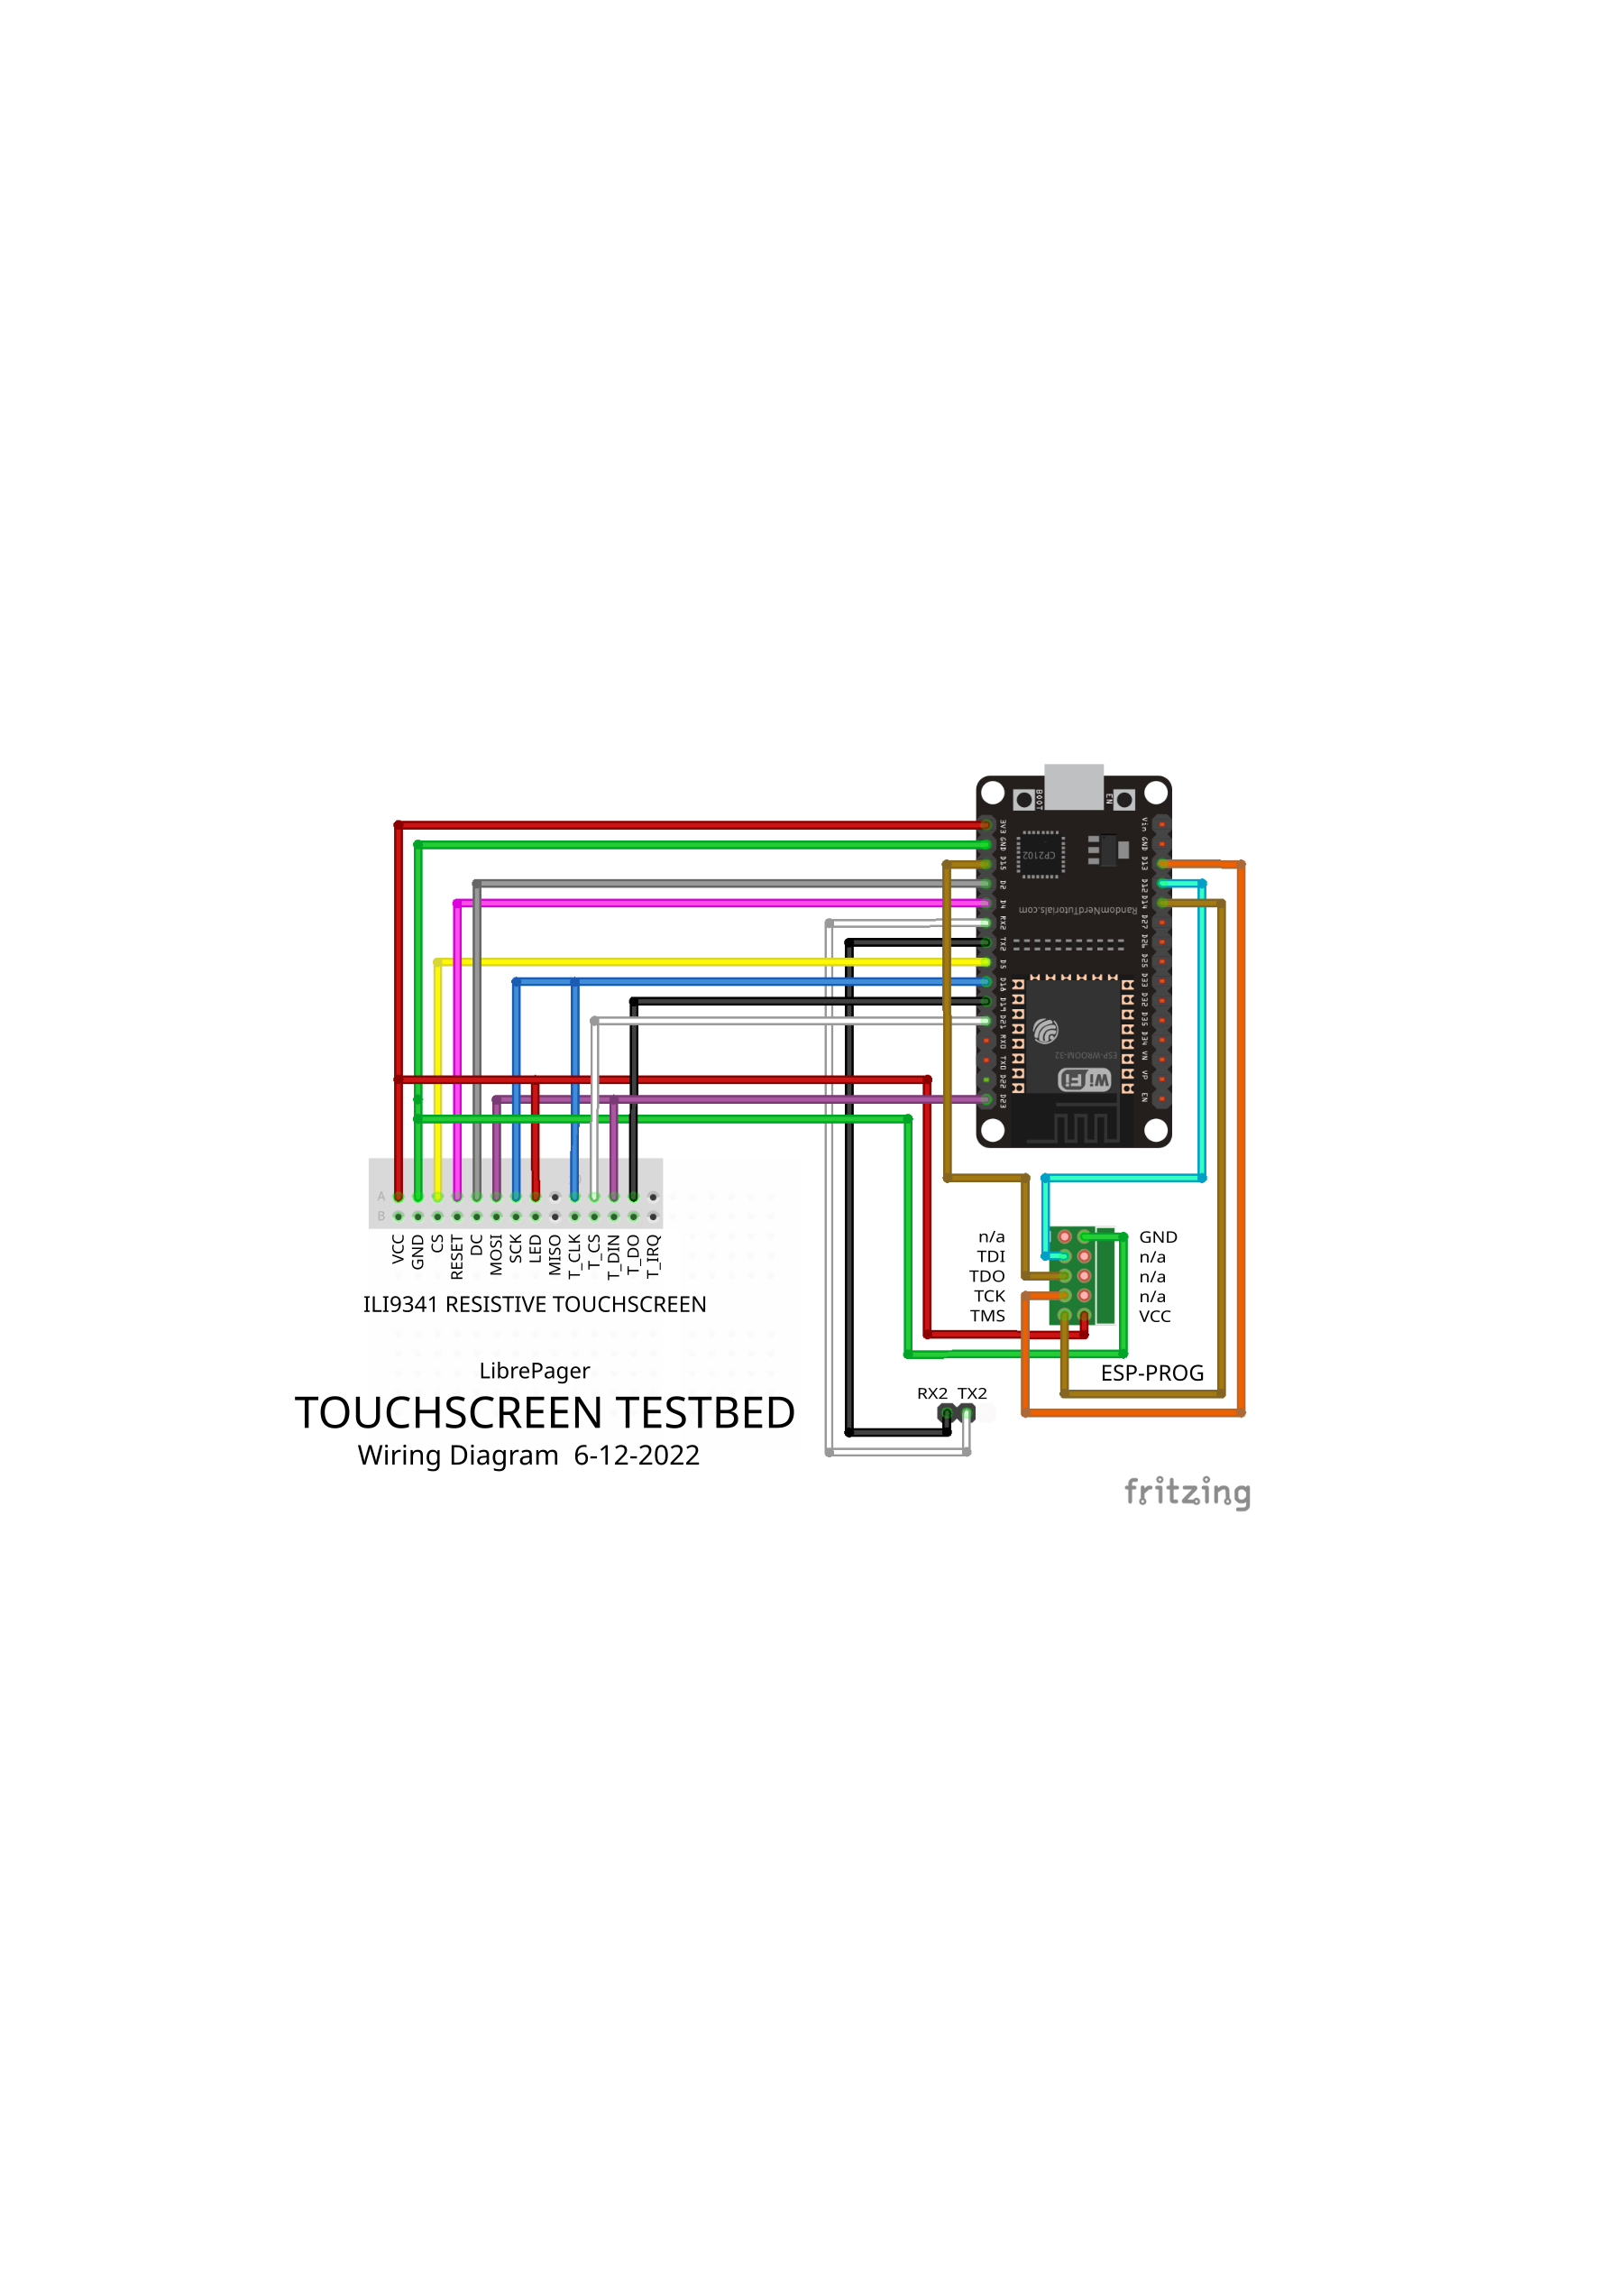 BOOT
EN
3V3
GND
D15
D2
D4
RX2
TX2
D5
D18
D19
D21
RX0
TX0
D22
D23
Vin
GND
D13
D12
D14
D27
D26
D25
D33
D32
D35
D34
VN
VP
EN
CP2102
RandomNerdTutorials.com
ESP-WROOM-32
Wi Fi
A
B
VCC
GND
CS
RESET
DC
MOSI
SCK
LED
MISO
T_CLK
T_CS
T_DIN
T_DO
T_IRQ
ILI9341 RESISTIVE TOUCHSCREEN
n/a
TDI
TDO
TCK
TMS
GND
n/a
n/a
n/a
VCC
ESP-PROG
RX2 TX2
LibrePager
TOUCHSCREEN TESTBED
Wiring Diagram 6-12-2022
fritzing